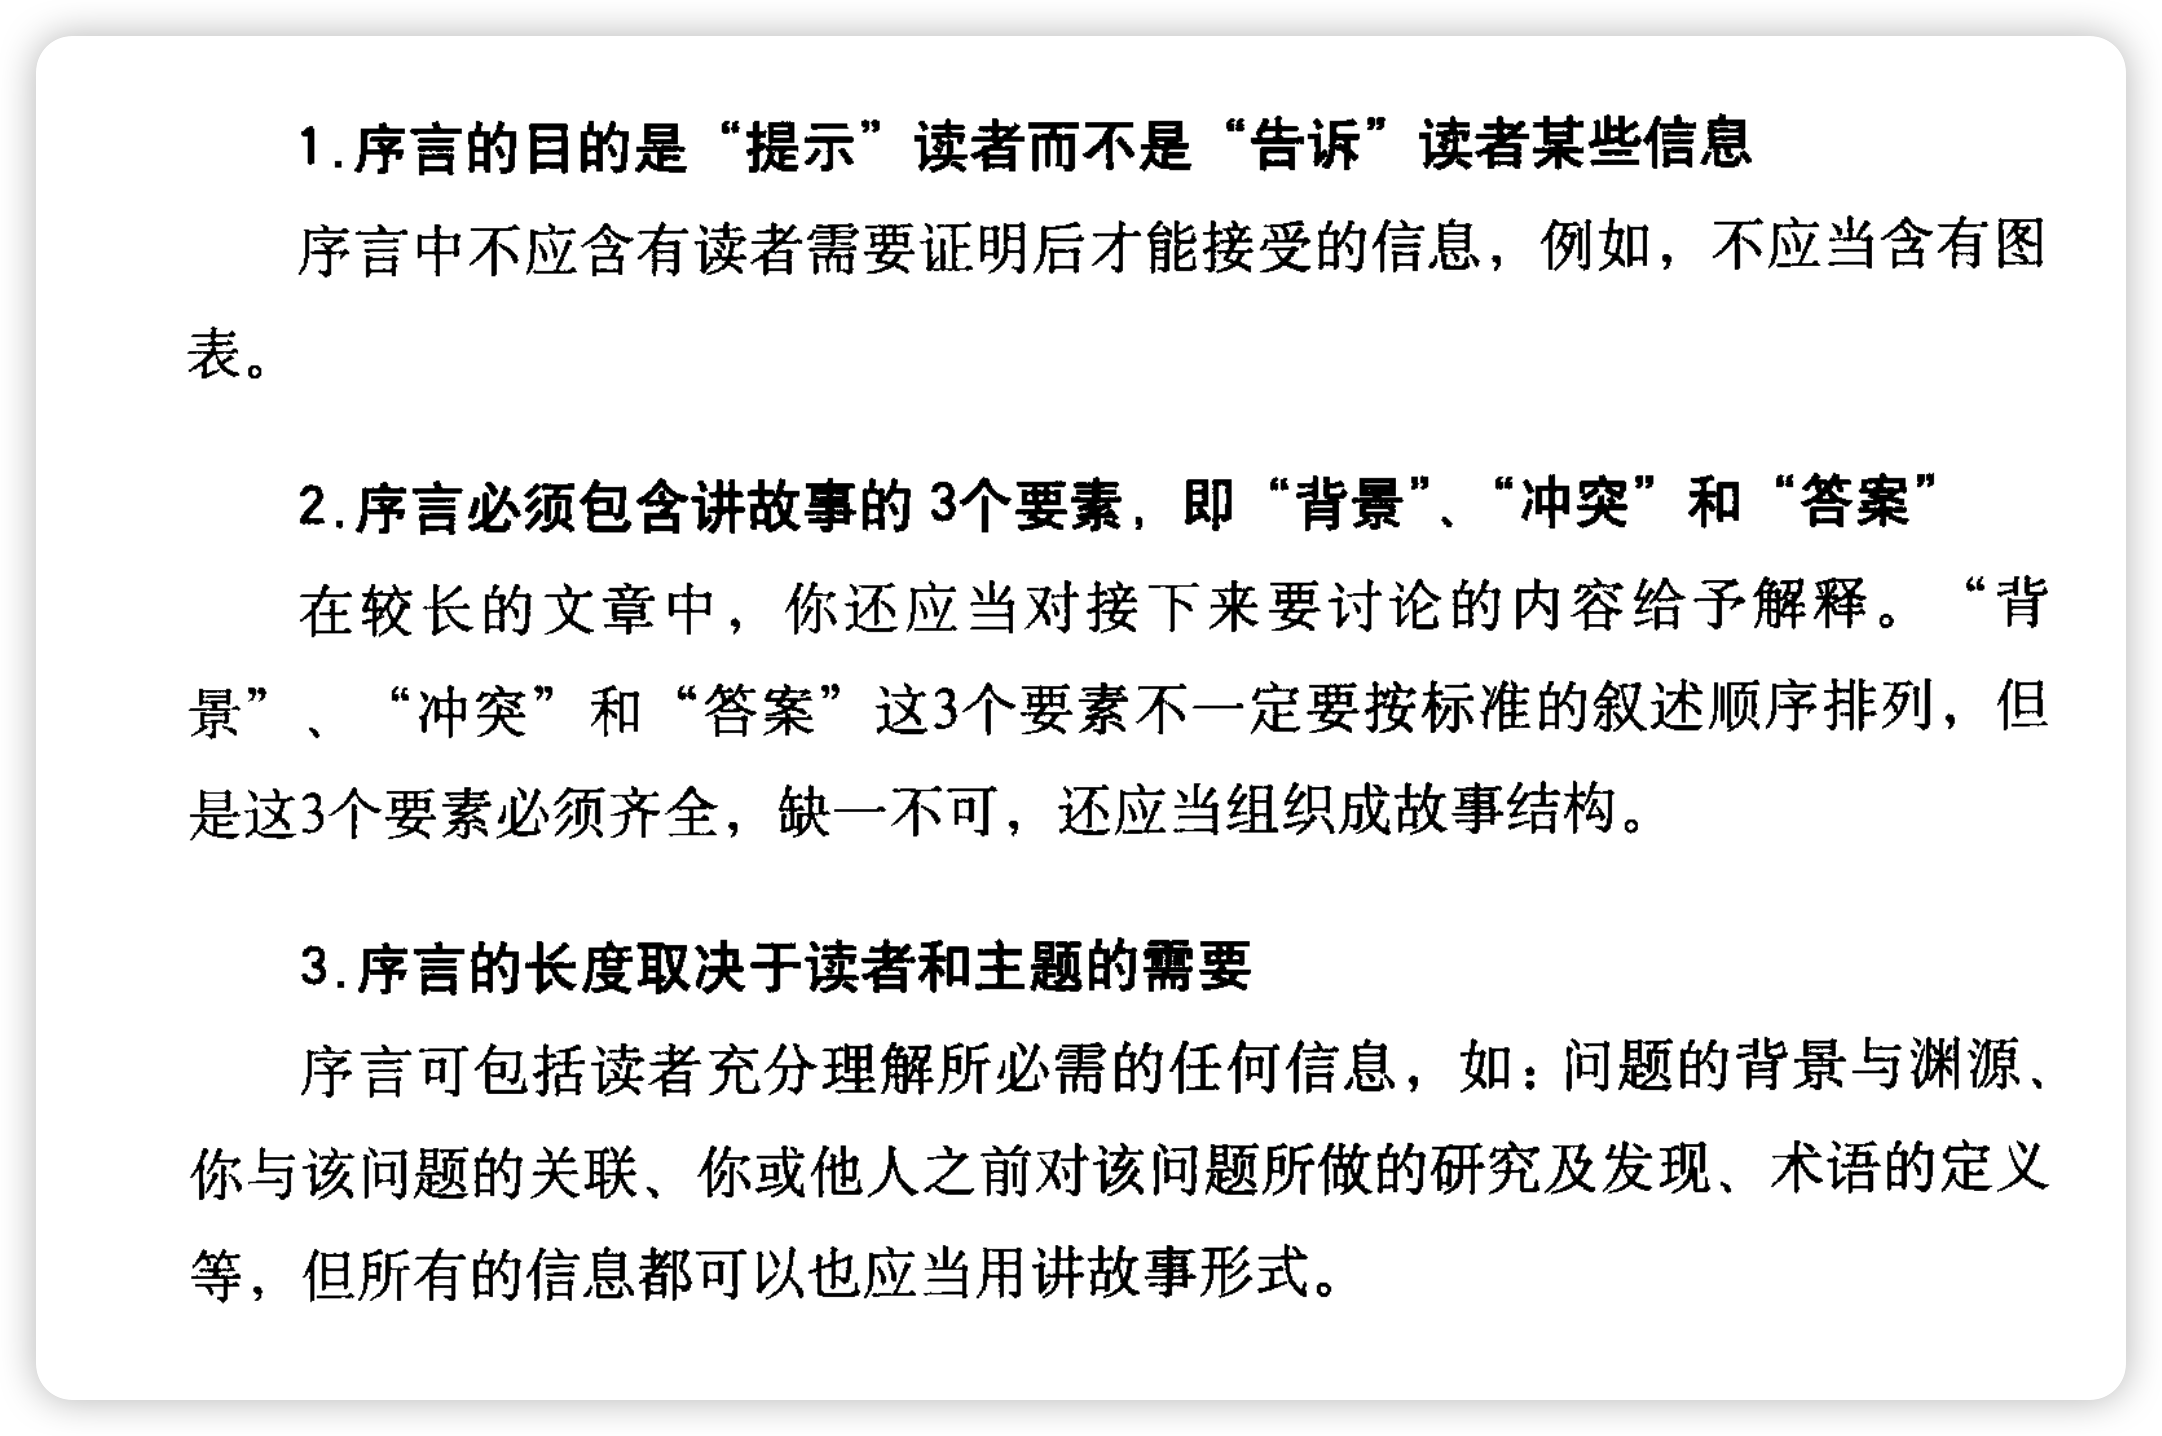 1.序言的目的是“提示”读者而不是“告诉”读者某些信息
序言中不应含有读者需要证明后才能接受的信息，例如，不应当含有图
表。
2.序言必须包含讲故事的3个要素，即“背景”、“冲突”和“答案”
在较长的文章中，你还应当对接下来要讨论的内容给予解释。“背
景”、“冲突”和“答案”这3个要素不一定要按标准的叙述顺序排列，但
是这3个要素必须齐全，缺一不可，还应当组织成故事结构。
3.序言的长度取决于读者和主题的需要
序言可包括读者充分理解所必需的任何信息，如：问题的背景与渊源、
你与该问题的关联、你或他人之前对该问题所做的研究及发现、术语的定义
等，但所有的信息都可以也应当用讲故事形式。